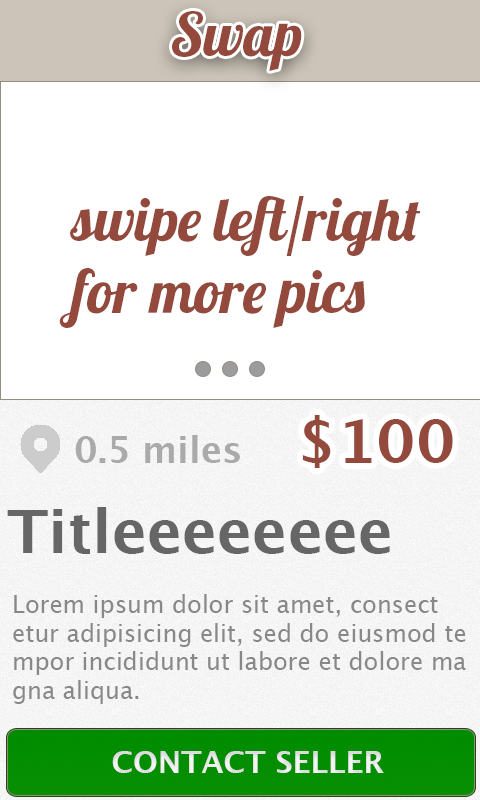 Swap
swipe left/right
for more pics
0.5 miles
$100
Titleeeeeeee
Lorem ipsum dolor sit amet, consect
etur adipisicing elit, sed do eiusmod te
mpor incididunt ut labore et dolore ma
gna aliqua.
CONTACT SELLER